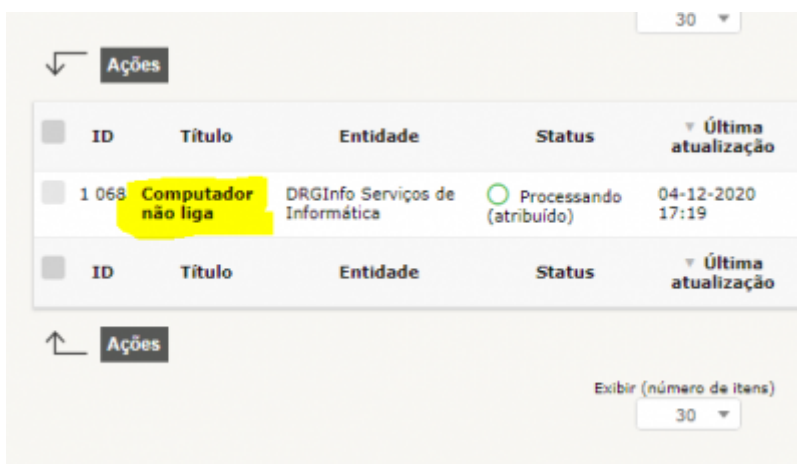 30
Ações
ID Título Entidade Status Última atualização
1 068 Computador não liga DRGInfo Serviços de Informática Processando (atribuído) 04-12-2020 17:19
ID Título Entidade Status Última atualização
Ações
Exibir (número de itens)
30